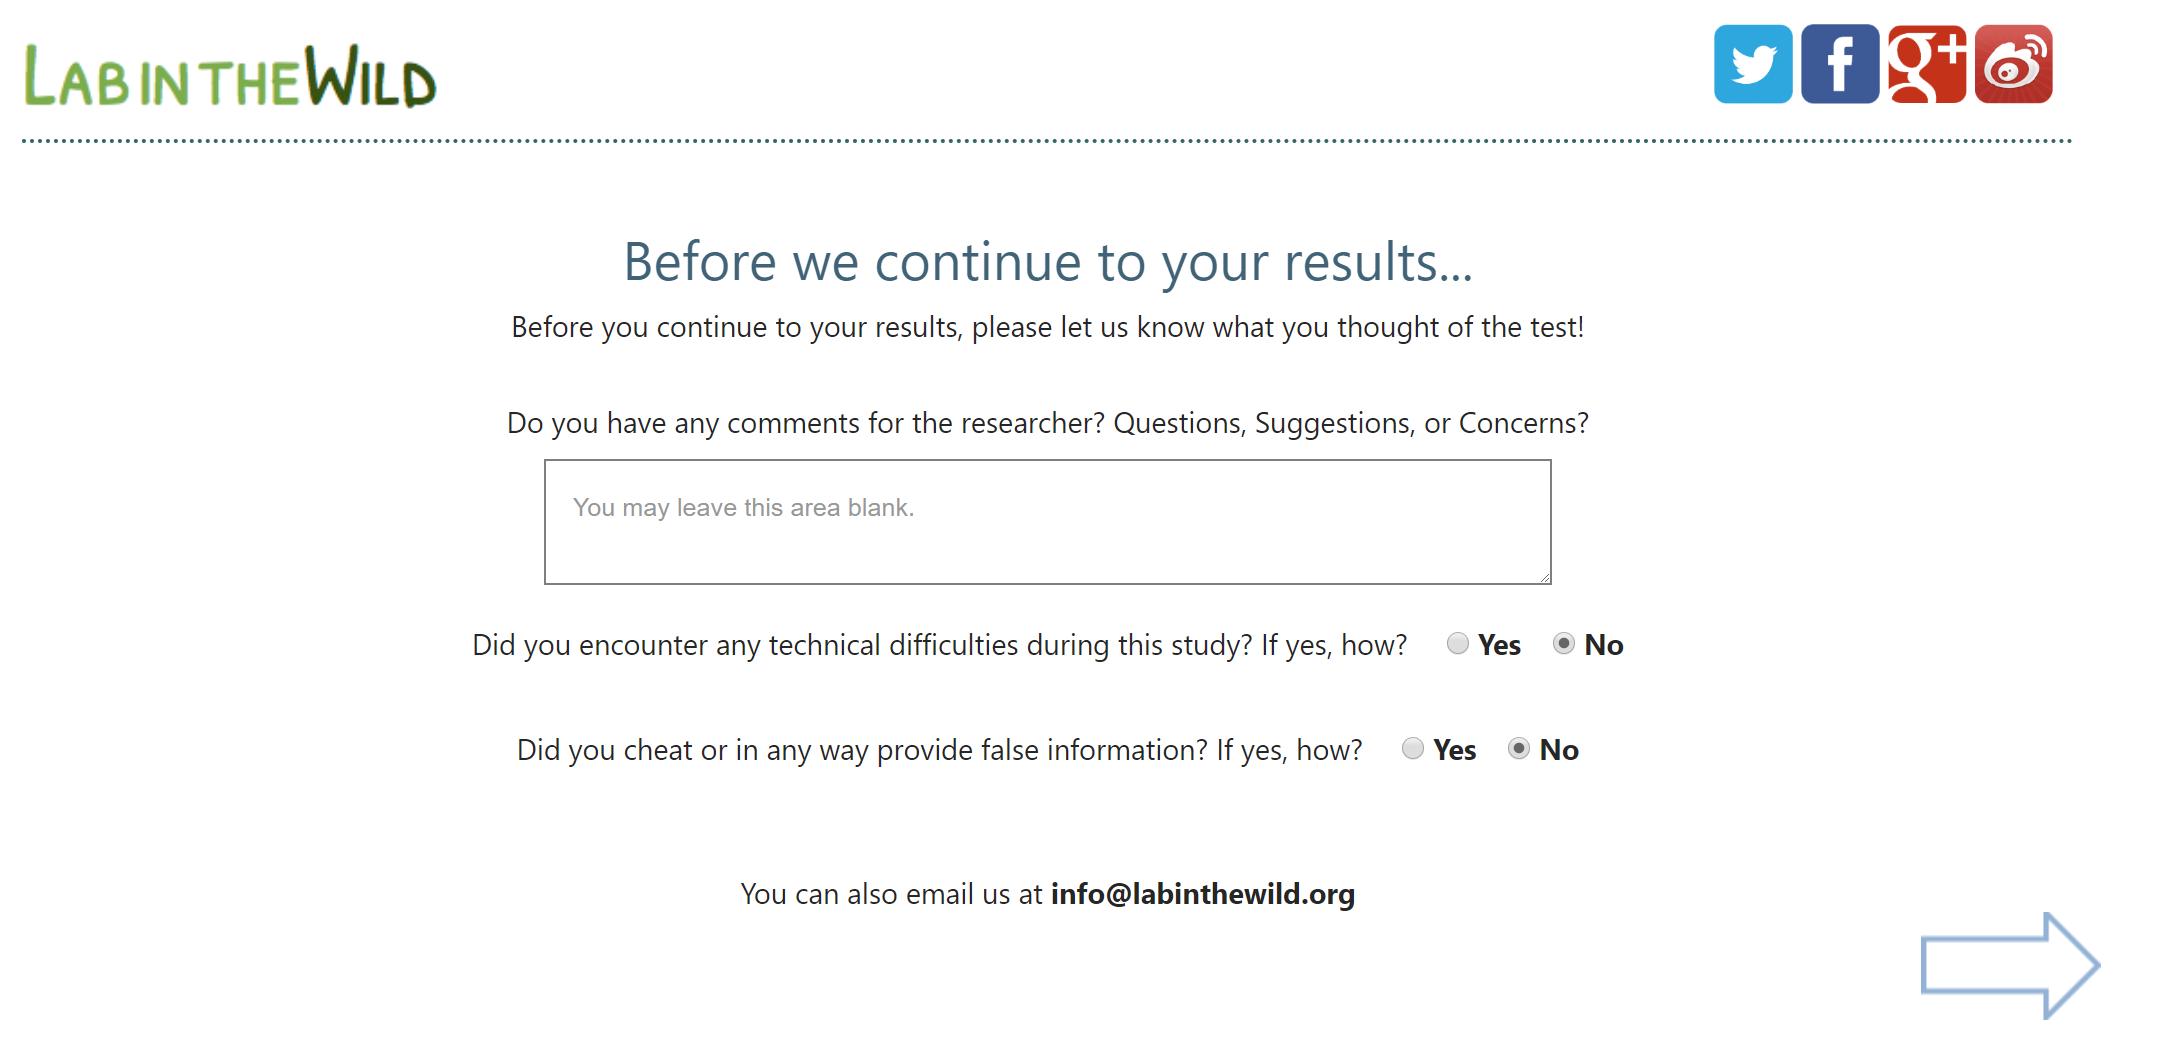 LAB IN THE WILD
g+
Before we continue to your results...
Before you continue to your results, please let us know what you thought of the test!
Do you have any comments for the researcher? Questions, Suggestions, or Concerns?
You may leave this area blank.
Did you encounter any technical difficulties during this study? If yes, how? Yes No
Did you cheat or in any way provide false information? If yes, how? Yes No
You can also email us at info@labinthewild.org